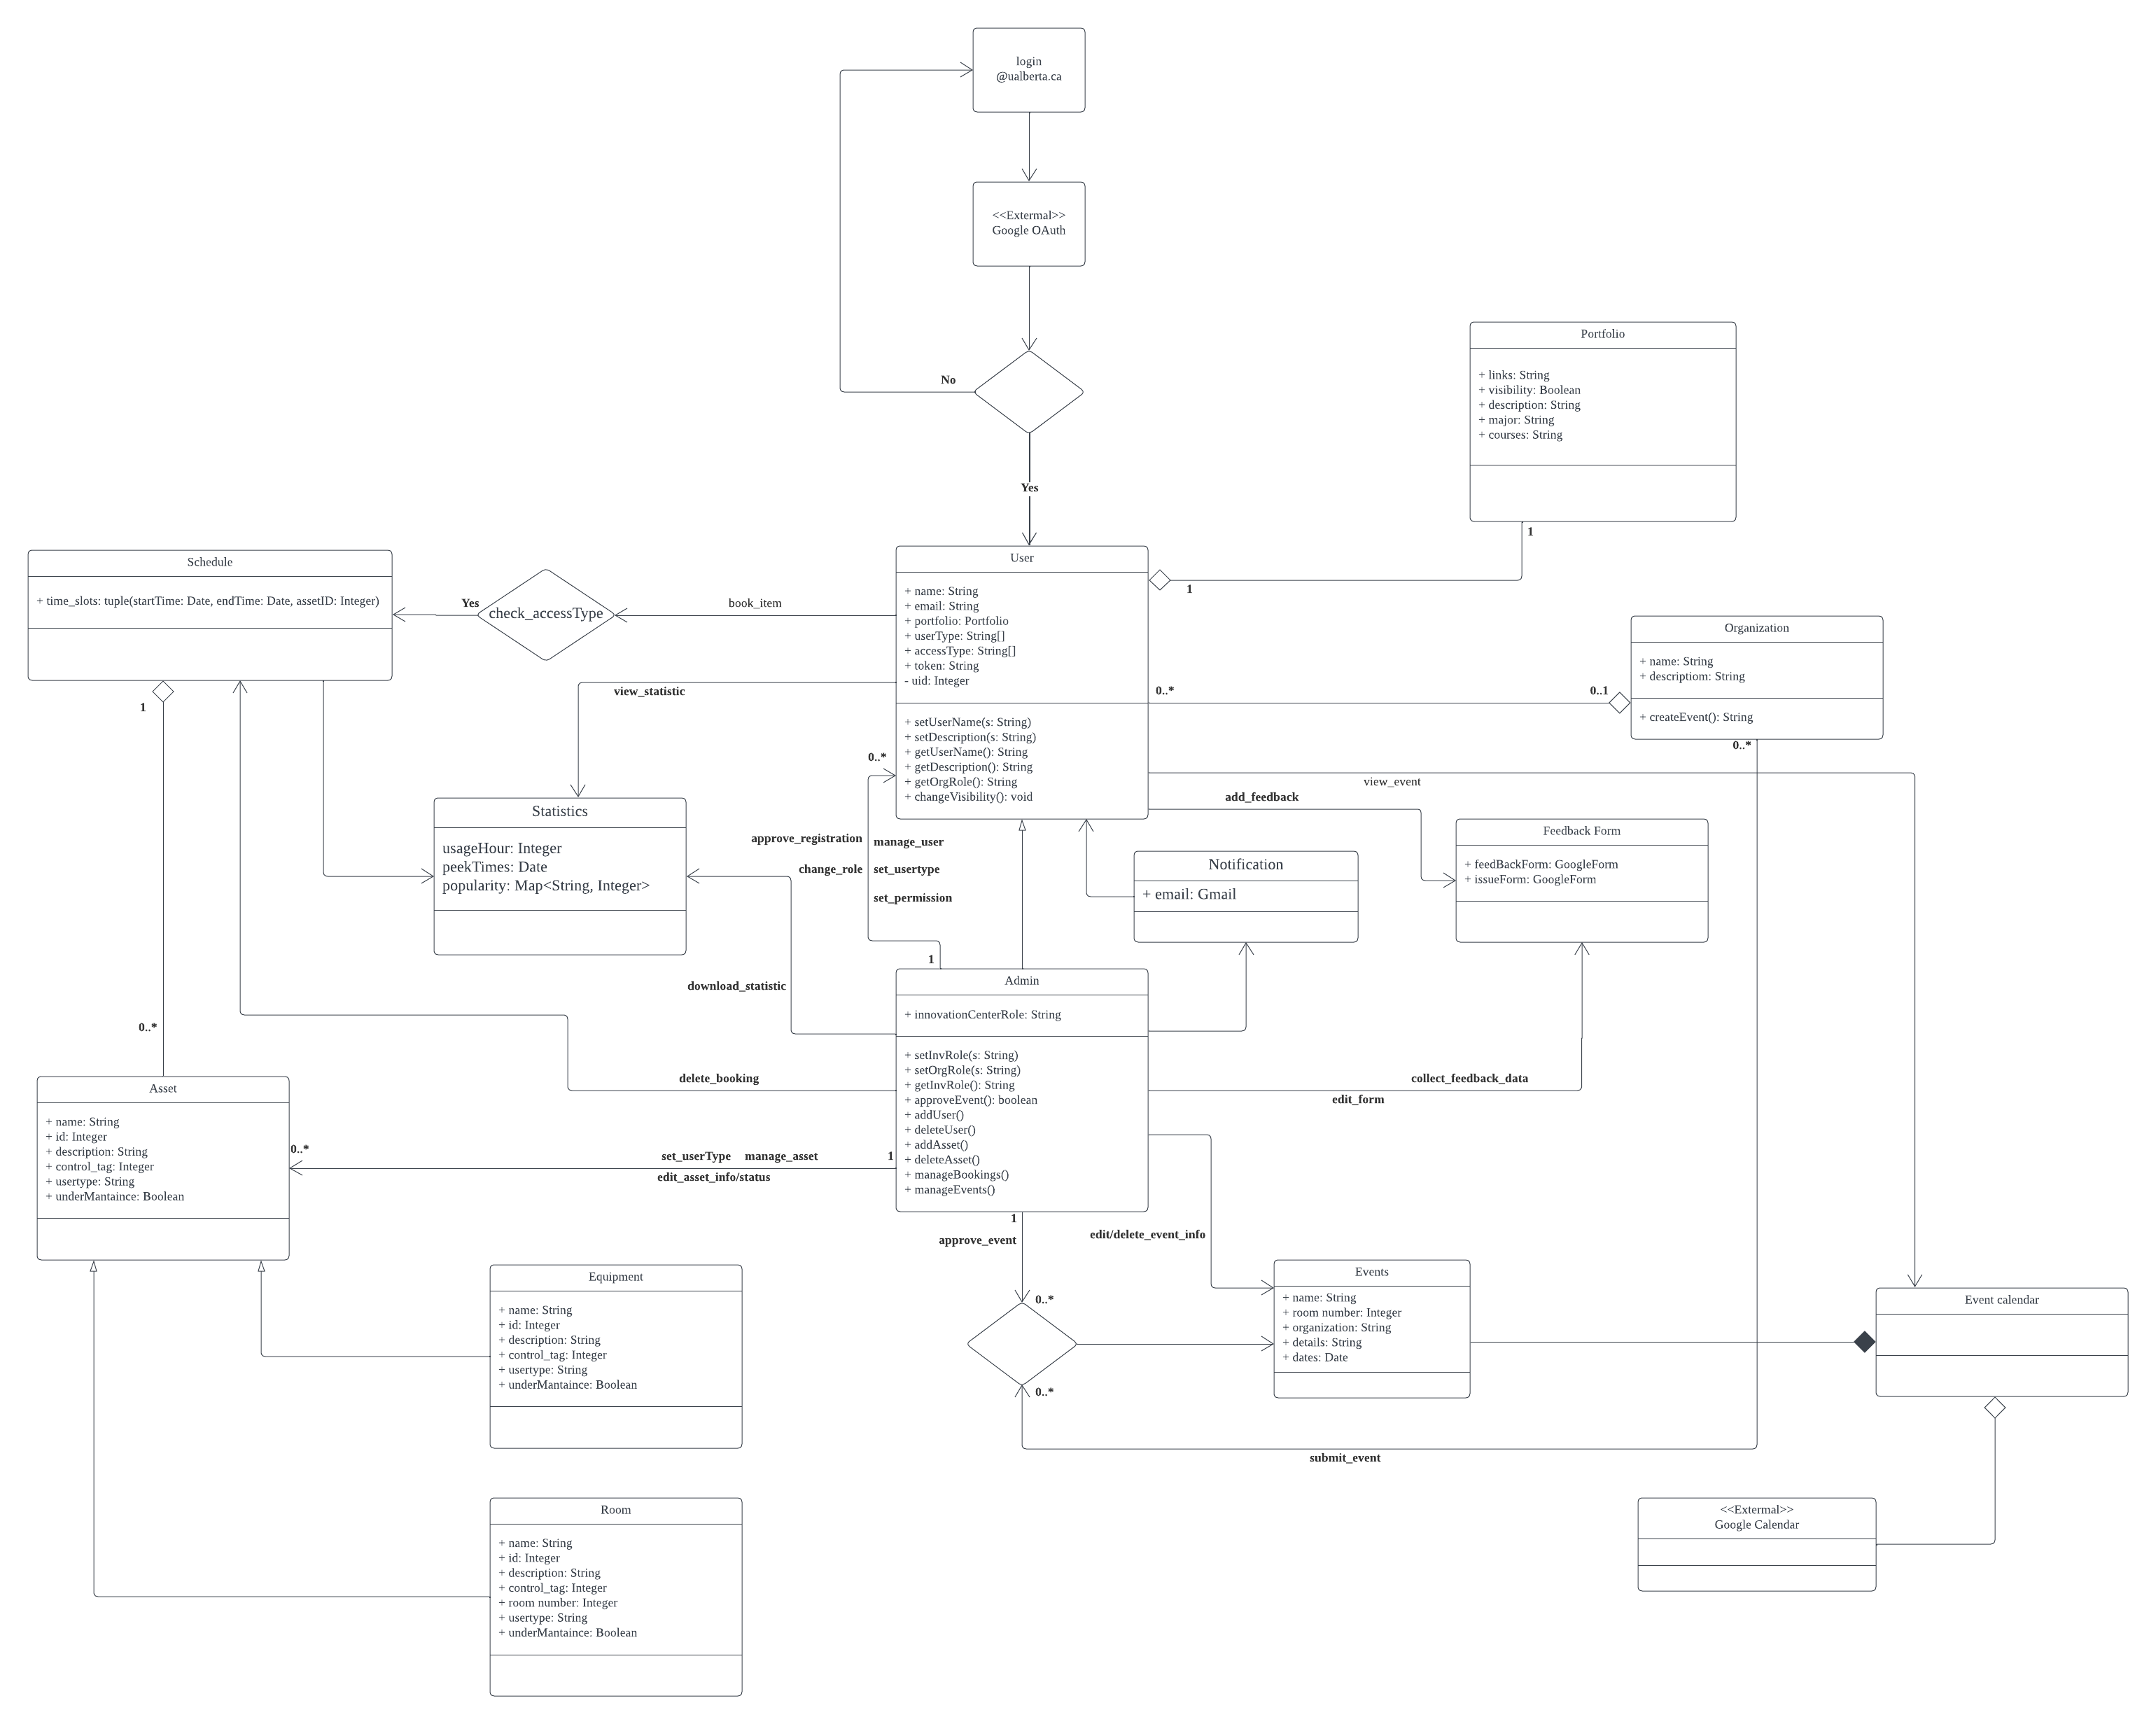 login
@ualberta.ca
<<Extermal>>
Google OAuth
No
Yes
Portfolio
+ links: String
+ visibility: Boolean
+ description: String
+ major: String
+ courses: String
1
1
Schedule
+ time_slots: tuple(startTime: Date, endTime: Date, assetID: Integer)
Yes
check_accessType
book_item
User
+ name: String
+ email: String
+ portfolio: Portfolio
+ userType: String[]
+ accessType: String[]
+ token: String
- uid: Integer
+ setUserName(s: String)
+ setDescription(s: String)
+ getUserName(): String
+ getDescription(): String
+ getOrgRole(): String
+ changeVisibility(): void
Organization
+ name: String
+ descriptiom: String
+ createEvent(): String
0..*
0..1
0..*
view_statistic
view_event
add_feedback
1
0..*
Statistics
usageHour: Integer
peekTimes: Date
popularity: Map<String, Integer>
0..*
approve_registration
change_role
manage_user
set_usertype
set_permission
1
Notification
+ email: Gmail
Feedback Form
+ feedBackForm: GoogleForm
+ issueForm: GoogleForm
download_statistic
Admin
+ innovationCenterRole: String
+ setInvRole(s: String)
+ setOrgRole(s: String)
+ getInvRole(): String
+ approveEvent(): boolean
+ addUser()
+ deleteUser()
+ addAsset()
+ deleteAsset()
+ manageBookings()
+ manageEvents()
delete_booking
collect_feedback_data
edit_form
Asset
+ name: String
+ id: Integer
+ description: String
+ control_tag: Integer
+ usertype: String
+ underMantaince: Boolean
0..*
set_userType manage_asset
1
edit_asset_info/status
1
approve_event
edit/delete_event_info
0..*
0..*
Equipment
+ name: String
+ id: Integer
+ description: String
+ control_tag: Integer
+ usertype: String
+ underMantaince: Boolean
Events
+ name: String
+ room number: Integer
+ organization: String
+ details: String
+ dates: Date
Event calendar
submit_event
Room
+ name: String
+ id: Integer
+ description: String
+ control_tag: Integer
+ room number: Integer
+ usertype: String
+ underMantaince: Boolean
<<Extermal>>
Google Calendar